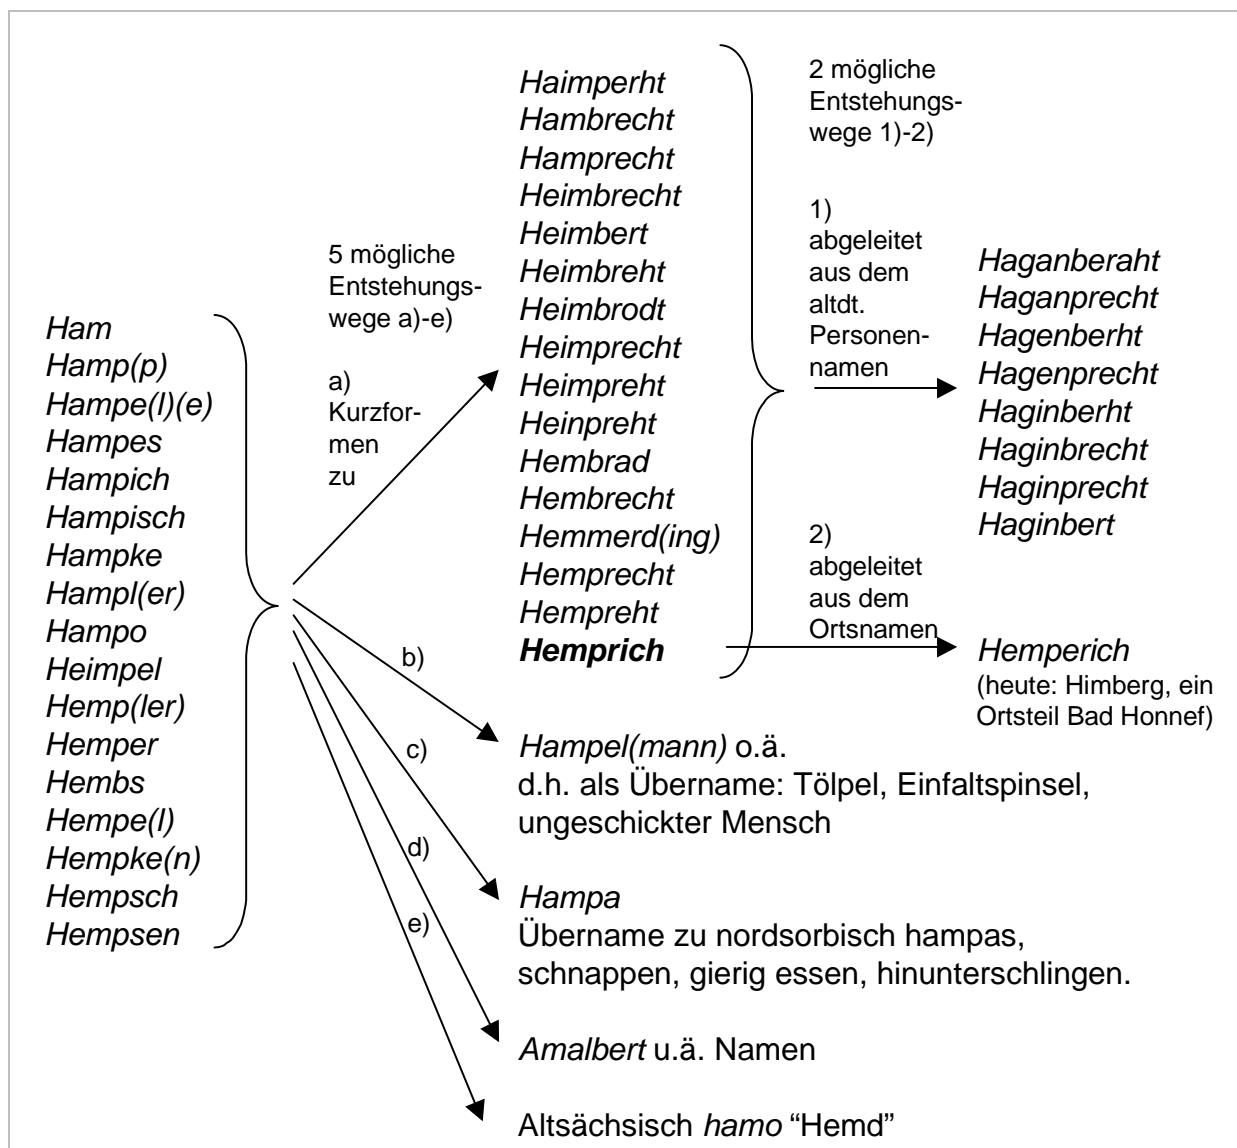 Ham
Hamp(p)
Hampe(l)(e)
Hampes
Hampich
Hampisch
Hampke
Hampl(er)
Hampo
Heimpel
Hemp(ler)
Hemper
Hembs
Hempe(l)
Hempke(n)
Hempsch
Hempsen
5 mögliche
Entstehungs-
wege a)-e)
a)
Kurzfor-
men
zu
b)
c)
d)
e)
Haimperht
Hambrecht
Hamprecht
Heimbrecht
Heimbert
Heimbreht
Heimbrodt
Heimprecht
Heimpreht
Heinpreht
Hembrad
Hembrecht
Hemmerd(ing)
Hemprecht
Hempreht
Hemprich
2 mögliche
Entstehungs-
wege 1)-2)
1)
abgeleitet
aus dem
altdt.
Personen-
namen
Haganberaht
Haganprecht
Hagenberht
Hagenprecht
Haginberht
Haginbrecht
Haginprecht
Haginbert
2)
abgeleitet
aus dem
Ortsnamen
Hemperich
(heute: Himberg, ein
Ortsteil Bad Honnef)
Hampel(mann) o.ä.
d.h. als Übername: Tölpel, Einfaltspinsel,
ungeschickter Mensch
Hampa
Übername zu nordsorbisch hampas,
schnappen, gierig essen, hinunterschlingen.
Amalbert u.ä. Namen
Altsächsisch hamo “Hemd”